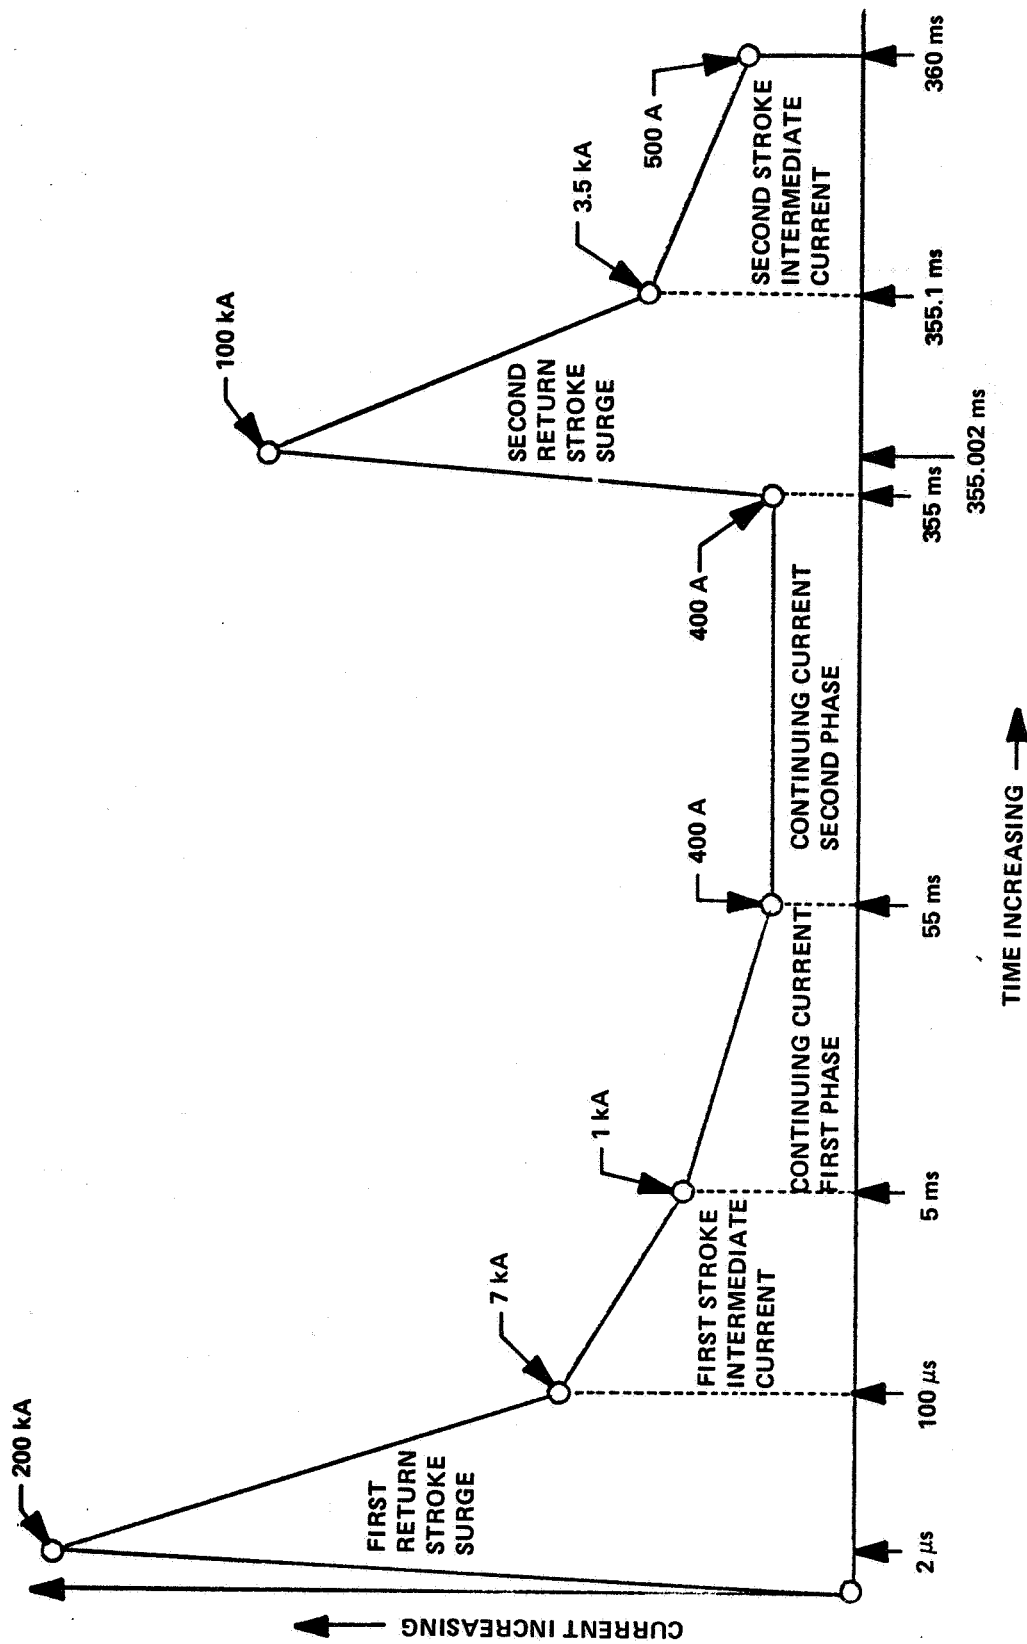 CURRENT INCREASING
200 kA
FIRST
RETURN
STROKE
SURGE
7 kA
FIRST STROKE
INTERMEDIATE
CURRENT
1 kA
CONTINUING CURRENT
FIRST PHASE
400 A
CONTINUING CURRENT
SECOND PHASE
400 A
100 kA
SECOND
RETURN
STROKE
SURGE
3.5 kA
500 A
SECOND STROKE
INTERMEDIATE
CURRENT
2 μs
100 μs
5 ms
55 ms
355 ms
355.002 ms
355.1 ms
360 ms
TIME INCREASING